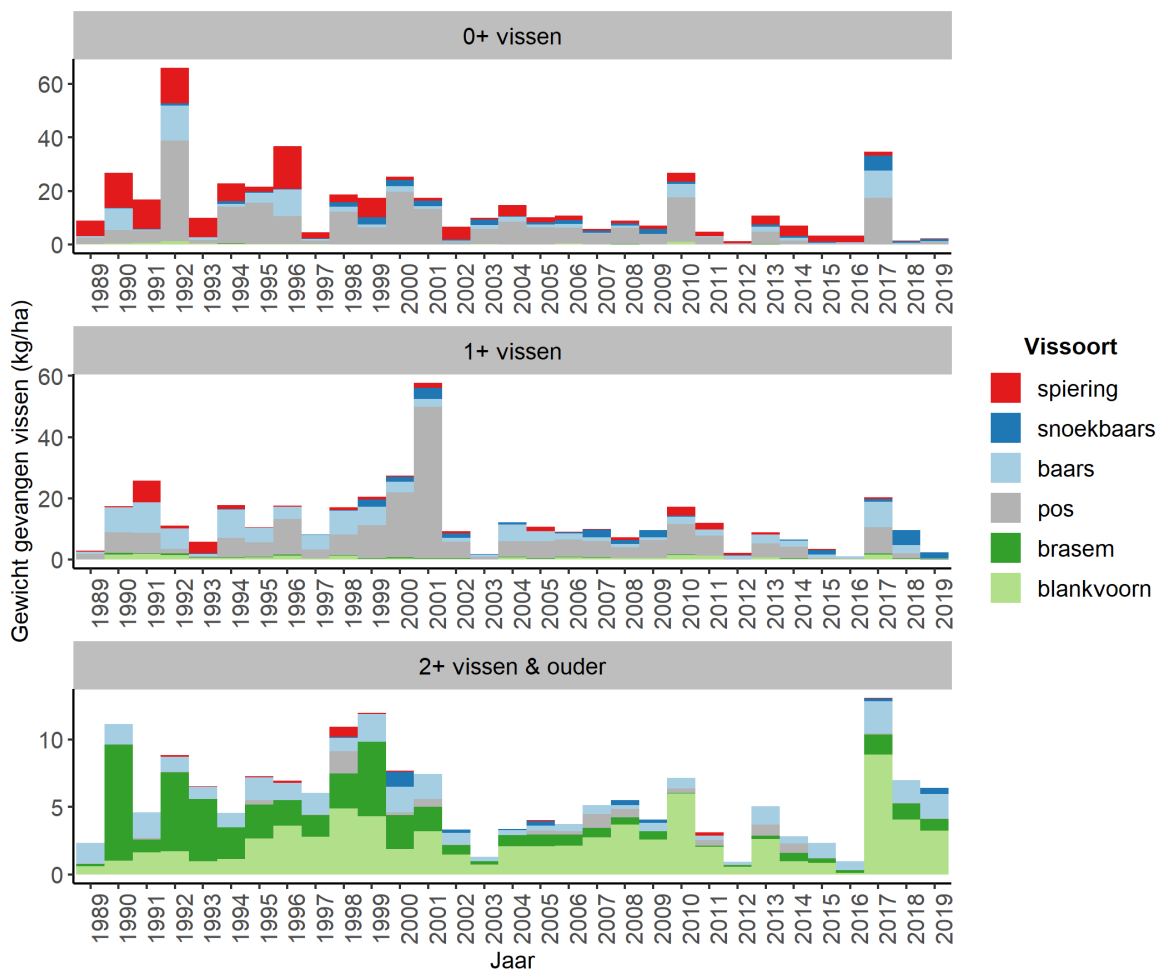 0+ vissen
60
40
20
0
1989 1990 1991 1992 1993 1994 1995 1996 1997 1998 1999 2000 2001 2002 2003 2004 2005 2006 2007 2008 2009 2010 2011 2012 2013 2014 2015 2016 2017 2018 2019
1+ vissen
60
40
20
0
1989 1990 1991 1992 1993 1994 1995 1996 1997 1998 1999 2000 2001 2002 2003 2004 2005 2006 2007 2008 2009 2010 2011 2012 2013 2014 2015 2016 2017 2018 2019
2+ vissen & ouder
10
5
0
1989 1990 1991 1992 1993 1994 1995 1996 1997 1998 1999 2000 2001 2002 2003 2004 2005 2006 2007 2008 2009 2010 2011 2012 2013 2014 2015 2016 2017 2018 2019
Jaar
Gewicht gevangen vissen (kg/ha)
Vissoort
spiering
snoekbaars
baars
pos
brasem
blankvoorn